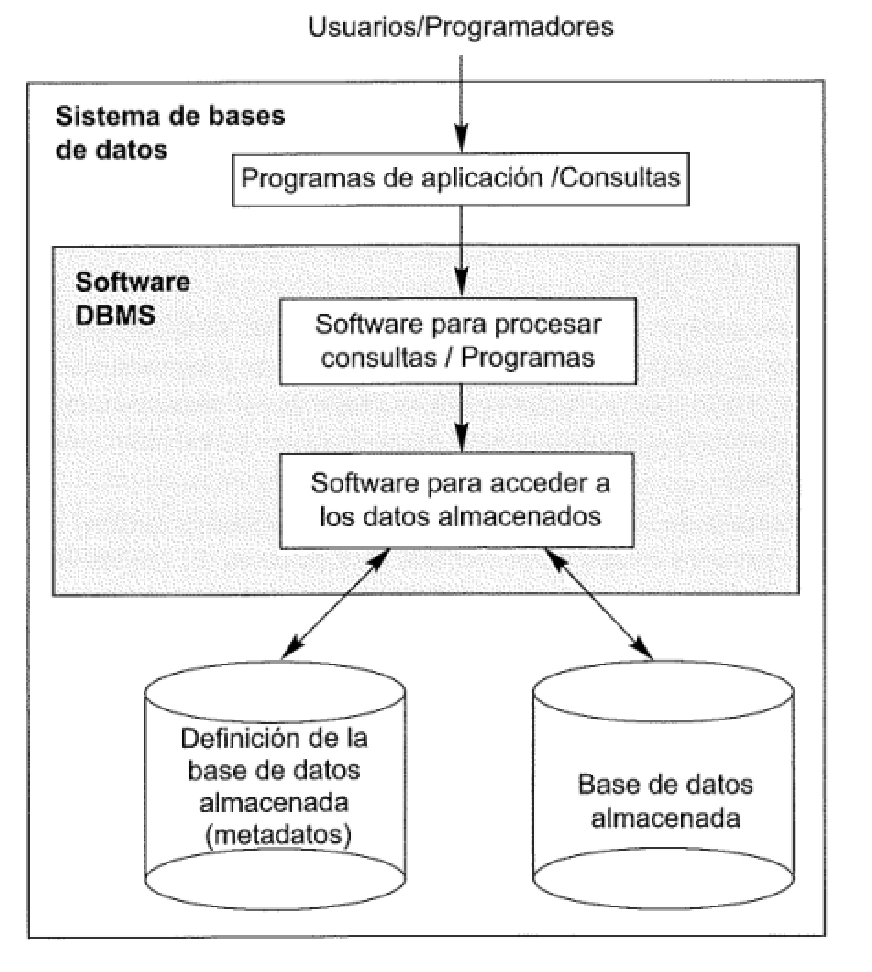 Usuarios/Programadores
Sistema de bases
de datos
Programas de aplicación /Consultas
Software
DBMS
Software para procesar
consultas / Programas
Software para acceder a
los datos almacenados
Definición de la
base de datos
almacenada
(metadatos)
Base de datos
almacenada